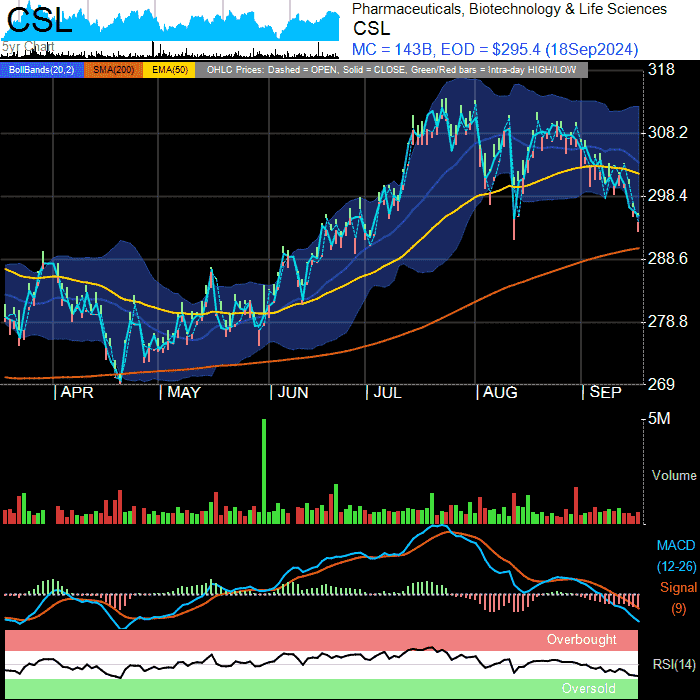 CSL
5yr Chart
Pharmaceuticals, Biotechnology & Life Sciences
CSL
MC = 143B, EOD = $295.4 (18Sep2024)
BollBands(20,2) SMA(200) EMA(50) OHLC Prices: Dashed = OPEN, Solid = CLOSE, Green/Red bars = Intra-day HIGH/LOW
318
308.2
298.4
288.6
278.8
269
APR MAY JUN JUL AUG SEP
5M
Volume
MACD
(12-26)
Signal
(9)
Overbought
RSI(14)
Oversold